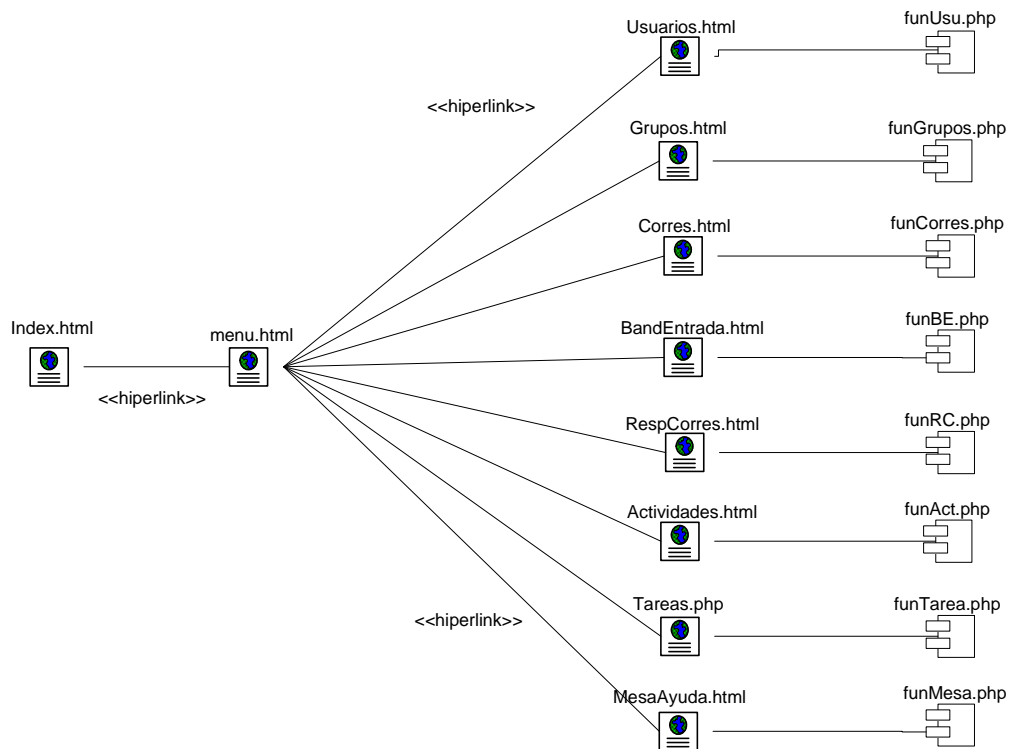 Usuarios.html
funUsu.php
<<hiperlink>>
Grupos.html
funGrupos.php
Corres.html
funCorres.php
Index.html
menu.html
BandEntrada.html
funBE.php
<<hiperlink>>
RespCorres.html
funRC.php
Actividades.html
funAct.php
<<hiperlink>>
Tareas.php
funTarea.php
MesaAyuda.html
funMesa.php